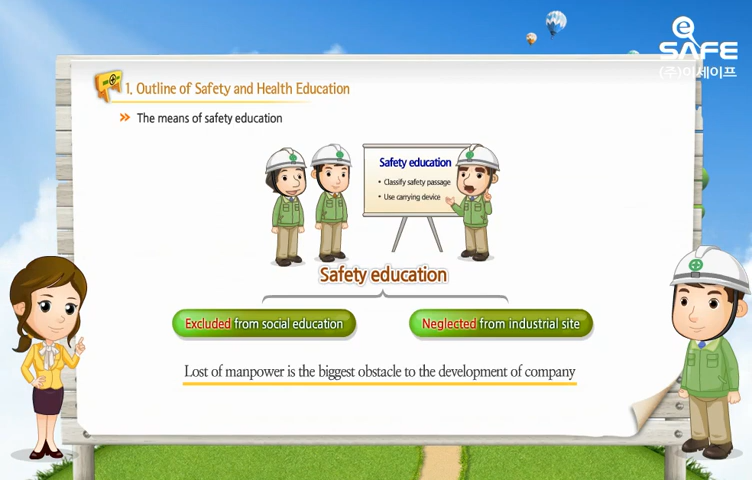 e
SAFE
(주)이세이프
1. Outline of Safety and Health Education
The means of safety education
Safety education
• Classify safety passage
• Use carrying device
Safety education
Excluded from social education
Neglected from industrial site
Lost of manpower is the biggest obstacle to the development of company